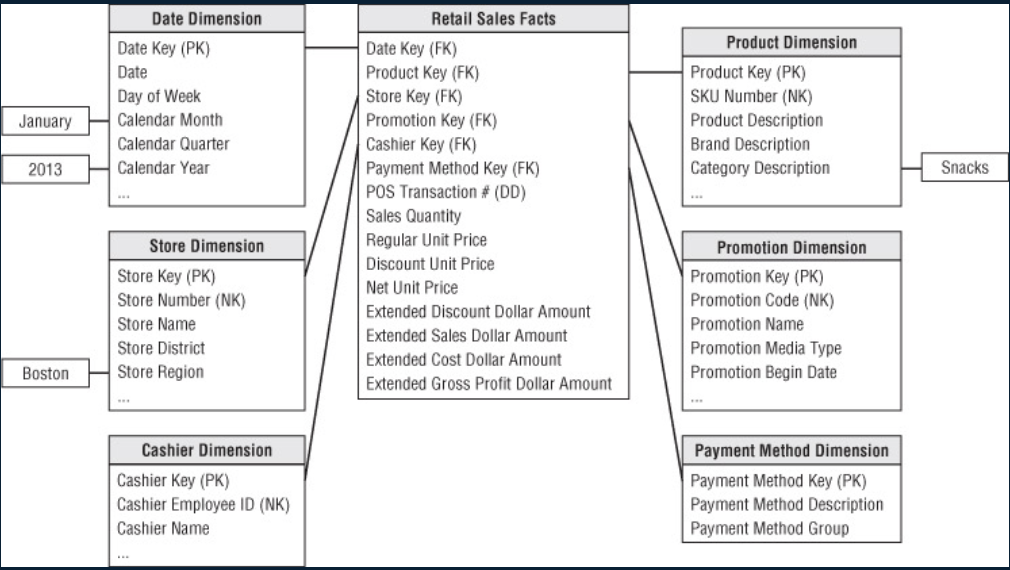 Date Dimension
Date Key (PK)
Date
Day of Week
Calendar Month
Calendar Quarter
Calendar Year
...
January
2013
Store Dimension
Store Key (PK)
Store Number (NK)
Store Name
Store District
Store Region
...
Boston
Cashier Dimension
Cashier Key (PK)
Cashier Employee ID (NK)
Cashier Name
...
Retail Sales Facts
Date Key (FK)
Product Key (FK)
Store Key (FK)
Promotion Key (FK)
Cashier Key (FK)
Payment Method Key (FK)
POS Transaction # (DD)
Sales Quantity
Regular Unit Price
Discount Unit Price
Net Unit Price
Extended Discount Dollar Amount
Extended Sales Dollar Amount
Extended Cost Dollar Amount
Extended Gross Profit Dollar Amount
Product Dimension
Product Key (PK)
SKU Number (NK)
Product Description
Brand Description
Category Description
...
Snacks
Promotion Dimension
Promotion Key (PK)
Promotion Code (NK)
Promotion Name
Promotion Media Type
Promotion Begin Date
...
Payment Method Dimension
Payment Method Key (PK)
Payment Method Description
Payment Method Group